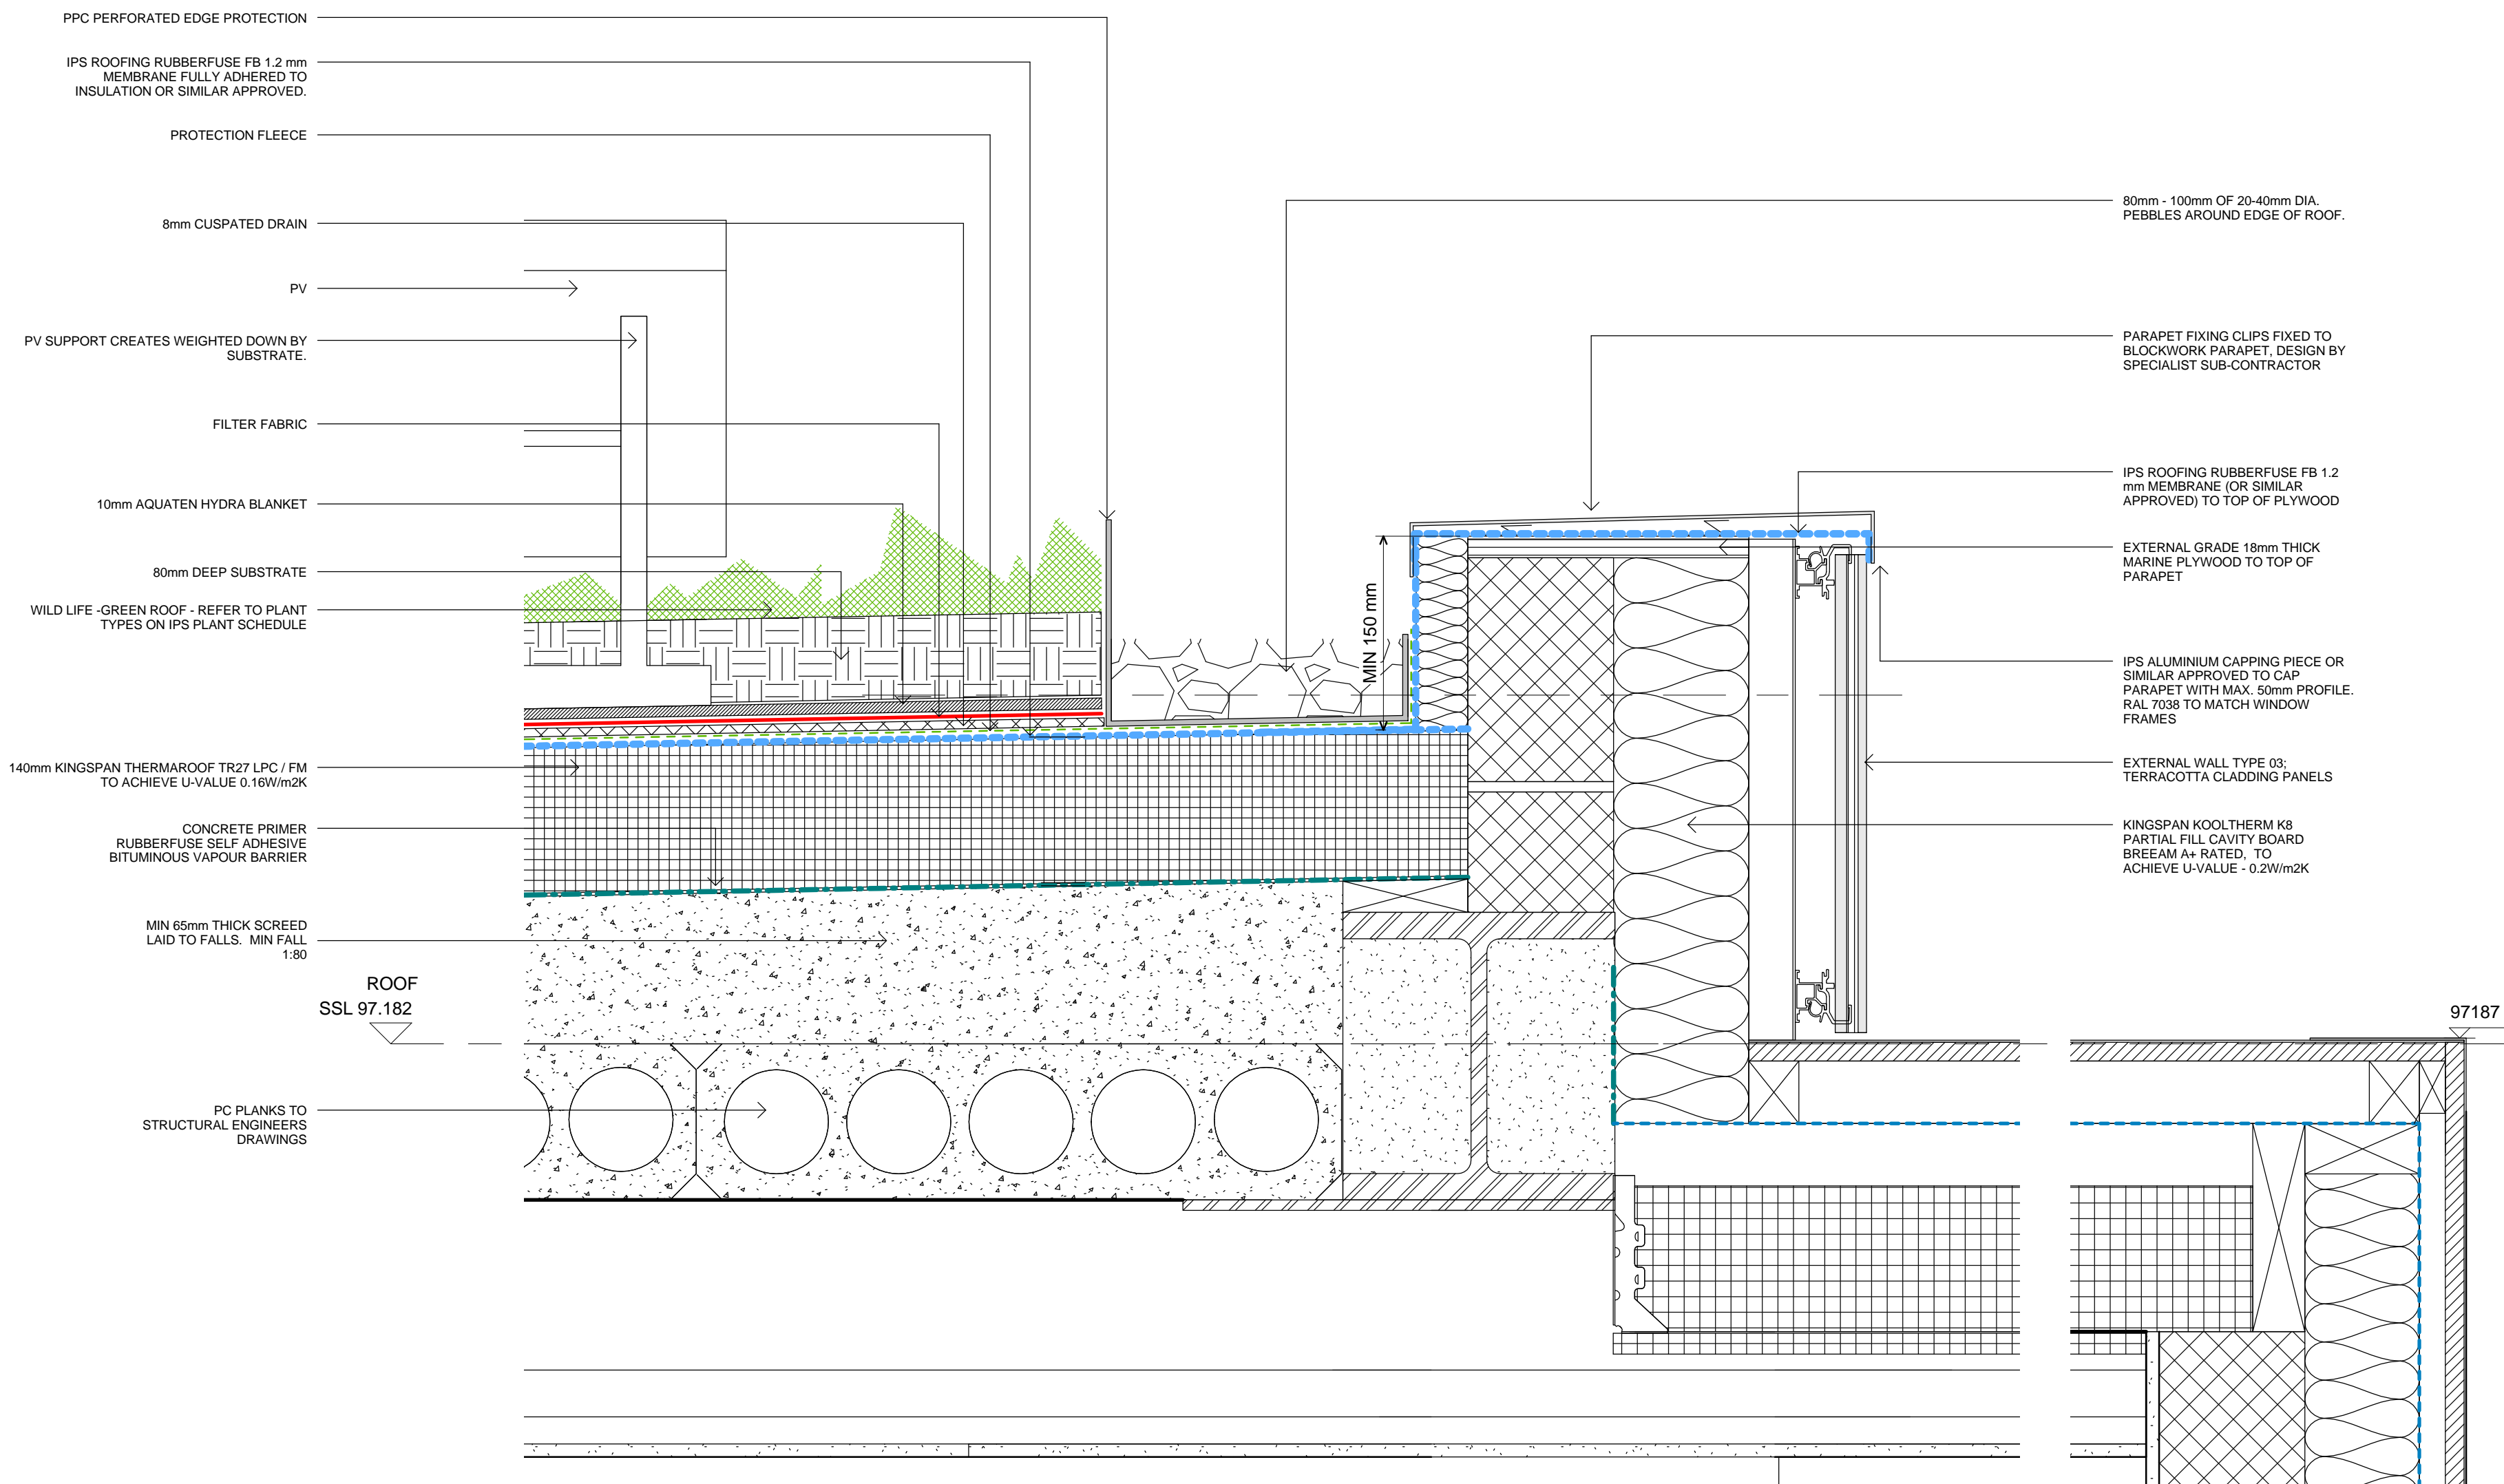 PPC PERFORATED EDGE PROTECTION
IPS ROOFING RUBBERFUSE FB 1.2 mm
MEMBRANE FULLY ADHERED TO
INSULATION OR SIMILAR APPROVED.
PROTECTION FLEECE
8mm CUSPATED DRAIN
PV
PV SUPPORT CREATES WEIGHTED DOWN BY
SUBSTRATE.
FILTER FABRIC
10mm AQUATEN HYDRA BLANKET
80mm DEEP SUBSTRATE
WILD LIFE -GREEN ROOF - REFER TO PLANT
TYPES ON IPS PLANT SCHEDULE
140mm KINGSPAN THERMAROOF TR27 LPC / FM
TO ACHIEVE U-VALUE 0.16W/m2K
CONCRETE PRIMER
RUBBERFUSE SELF ADHESIVE
BITUMINOUS VAPOUR BARRIER
MIN 65mm THICK SCREED
LAID TO FALLS. MIN FALL
1:80
ROOF
SSL 97.182
PC PLANKS TO
STRUCTURAL ENGINEERS
DRAWINGS
MIN 150 mm
80mm - 100mm OF 20-40mm DIA.
PEBBLES AROUND EDGE OF ROOF.
PARAPET FIXING CLIPS FIXED TO
BLOCKWORK PARAPET, DESIGN BY
SPECIALIST SUB-CONTRACTOR
IPS ROOFING RUBBERFUSE FB 1.2
mm MEMBRANE (OR SIMILAR
APPROVED) TO TOP OF PLYWOOD
EXTERNAL GRADE 18mm THICK
MARINE PLYWOOD TO TOP OF
PARAPET
IPS ALUMINIUM CAPPING PIECE OR
SIMILAR APPROVED TO CAP
PARAPET WITH MAX. 50mm PROFILE.
RAL 7038 TO MATCH WINDOW
FRAMES
EXTERNAL WALL TYPE 03;
TERRACOTTA CLADDING PANELS
KINGSPAN KOOLTHERM K8
PARTIAL FILL CAVITY BOARD
BREEAM A+ RATED, TO
ACHIEVE U-VALUE - 0.2W/m2K
97187